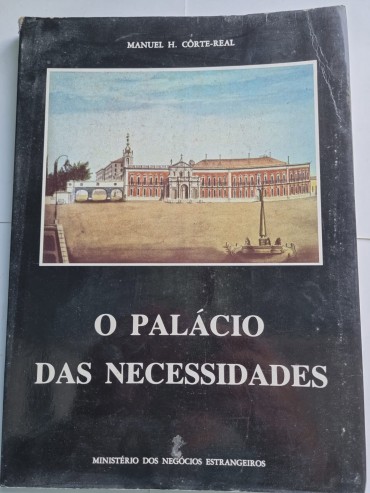 MANUEL H. CÔRTE-REAL
O PALÁCIO
DAS NECESSIDADES
MINISTÉRIO DOS NEGÓCIOS ESTRANGEIROS